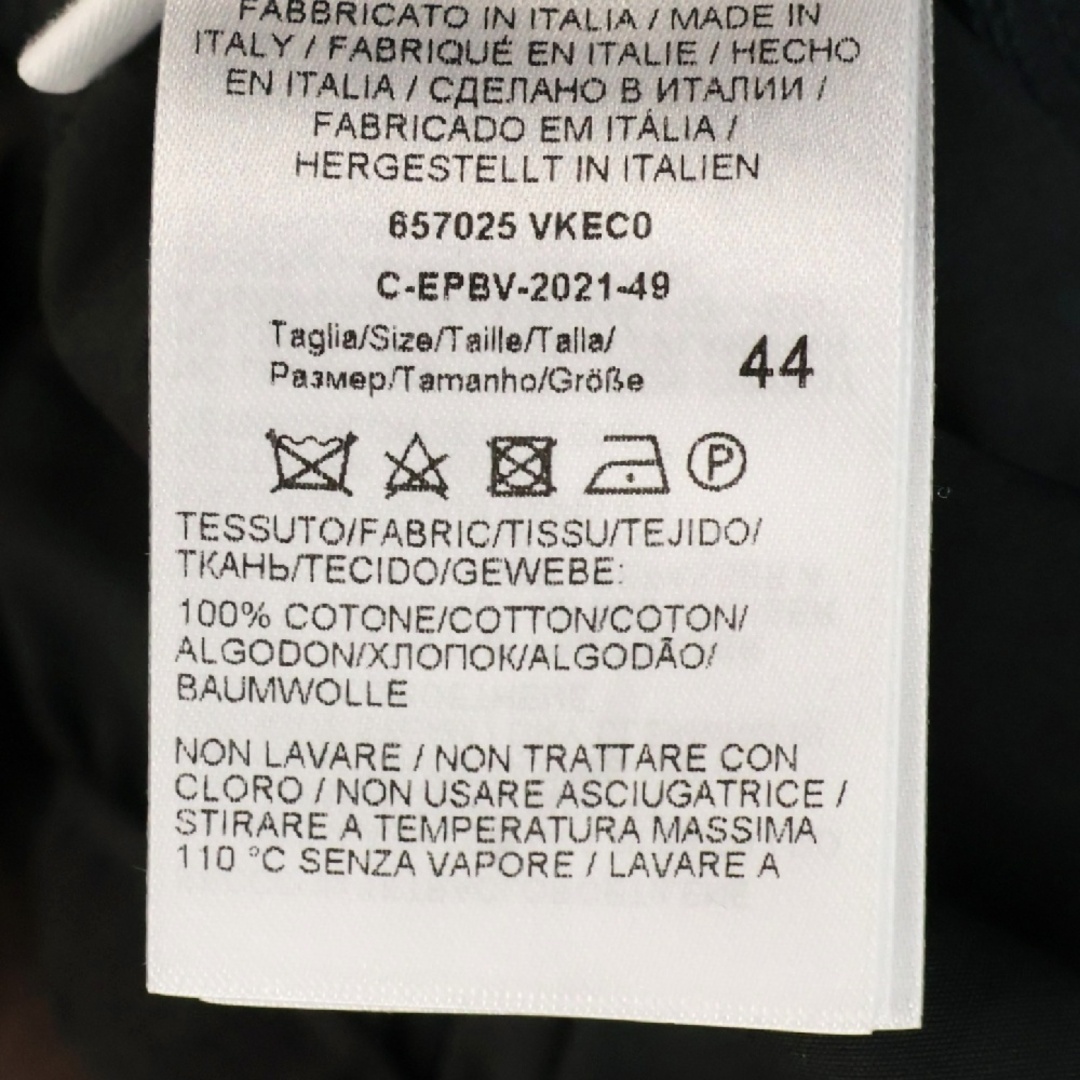 FABBRICATO IN ITALIA / MADE IN
ITALY / FABRIQUÉ EN ITALIE / HECHO
EN ITALIA / СДЕЛАНО В ИТАЛИИ /
FABRICADO EM ITÁLIA /
HERGESTELLT IN ITALIEN
657025 VKEC0
C-EPBV-2021-49
Taglia/Size/Taille/Talla/
Размер/Tamanho/Größe
44
P
TESSUTO/FABRIC/TISSU/TEJIDO/
ТКАНЬ/TECIDO/GEWEBE:
100% COTONE/COTTON/COTON/
ALGODON/ХЛОПОК/ALGODÃO/
BAUMWOLLE
NON LAVARE / NON TRATTARE CON
CLORO / NON USARE ASCIUGATRICE /
STIRARE A TEMPERATURA MASSIMA
110 °C SENZA VAPORE / LAVARE A